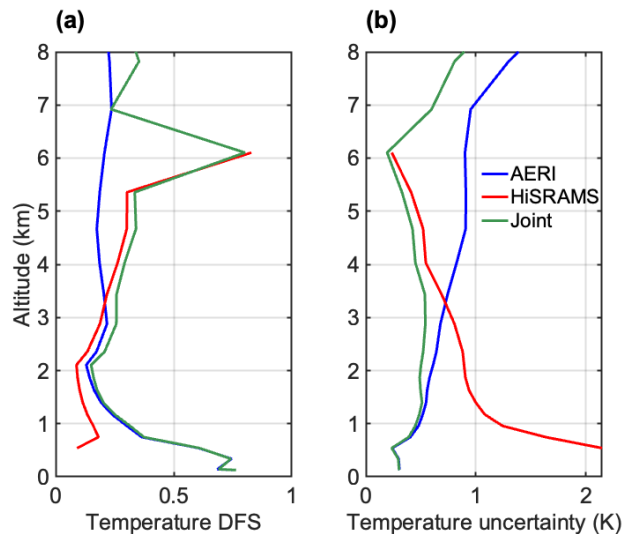 (a) (b)
8 8
7 7
6 6
5 5
4 4
3 3
2 2
1 1
0 0
Altitude (km)
0 0.5 1
0 1 2
Temperature DFS
Temperature uncertainty (K)
AERI
HiSRAMS
Joint